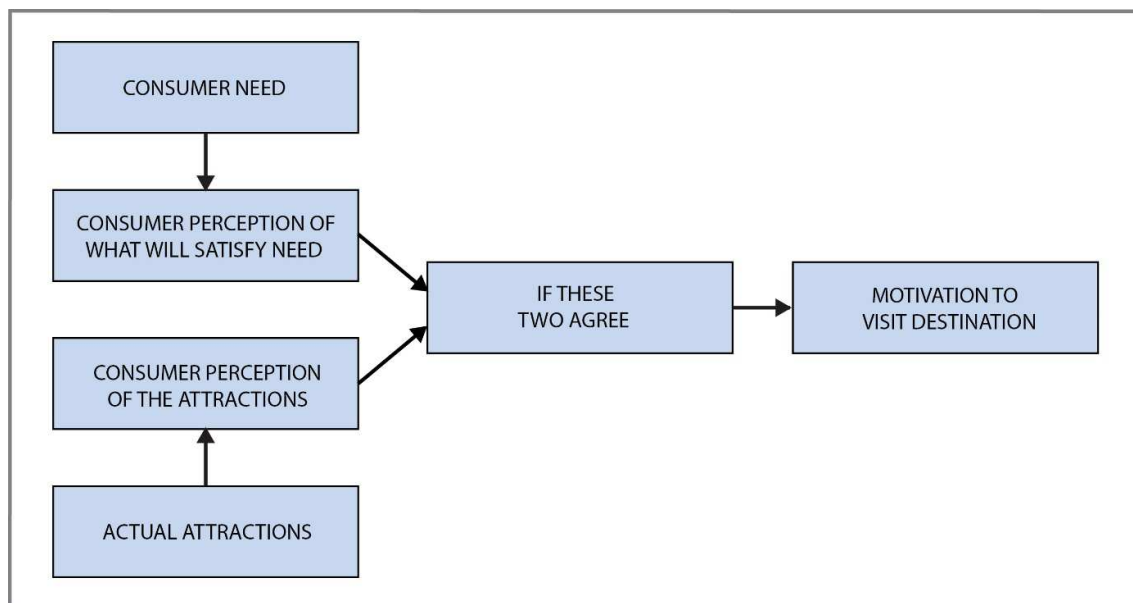 CONSUMER NEED
CONSUMER PERCEPTION OF
WHAT WILL SATISFY NEED
IF THESE
TWO AGREE
MOTIVATION TO
VISIT DESTINATION
CONSUMER PERCEPTION
OF THE ATTRACTIONS
ACTUAL ATTRACTIONS